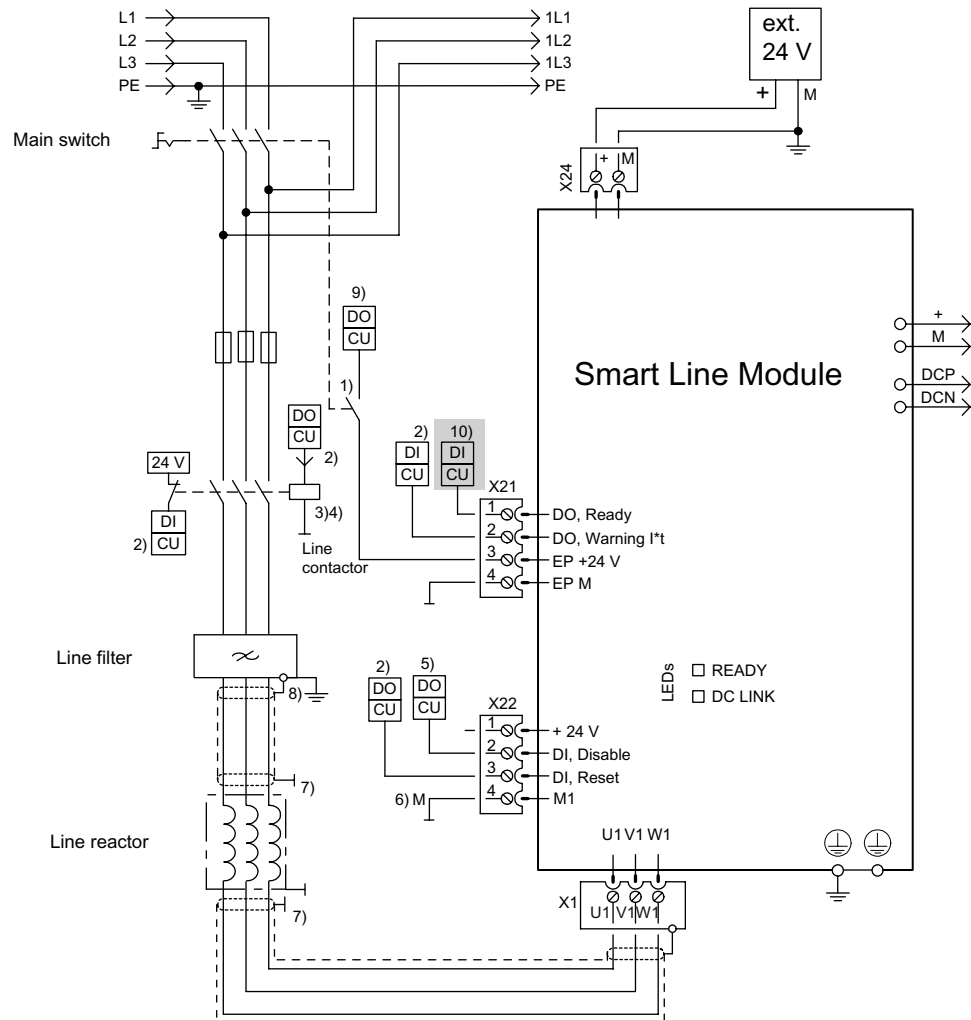 L1 1L1
L2 1L2
L3 1L3
PE PE
ext.
24 V
+ M
Main switch
X24
+ M
9)
DO
CU
1)
+
M
DCP
DCN
Smart Line Module
DO
CU
2)
2) 10)
DI DI
CU CU
24 V
DI
2) CU
3)4)
Line
contactor
X21
1 DO, Ready
2 DO, Warning I*t
3 EP +24 V
4 EP M
Line filter
8)
LEDs
READY
DC LINK
2) 5)
DO DO
CU CU
X22
1 + 24 V
2 DI, Disable
3 DI, Reset
6) M 4 M1
7)
Line reactor
7)
U1 V1 W1
X1
U1 V1 W1